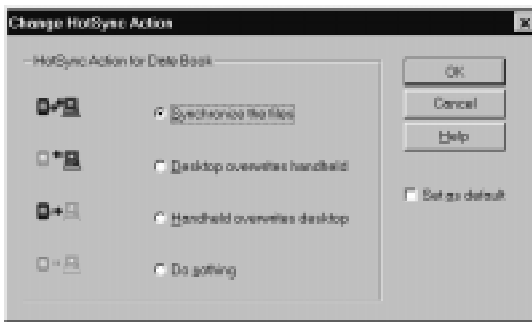 Change HotSync Action
HotSync Action for Date Book
Synchronize the files
Desktop overwrites handheld
Handheld overwrites desktop
Do nothing
OK
Cancel
Help
Set as default